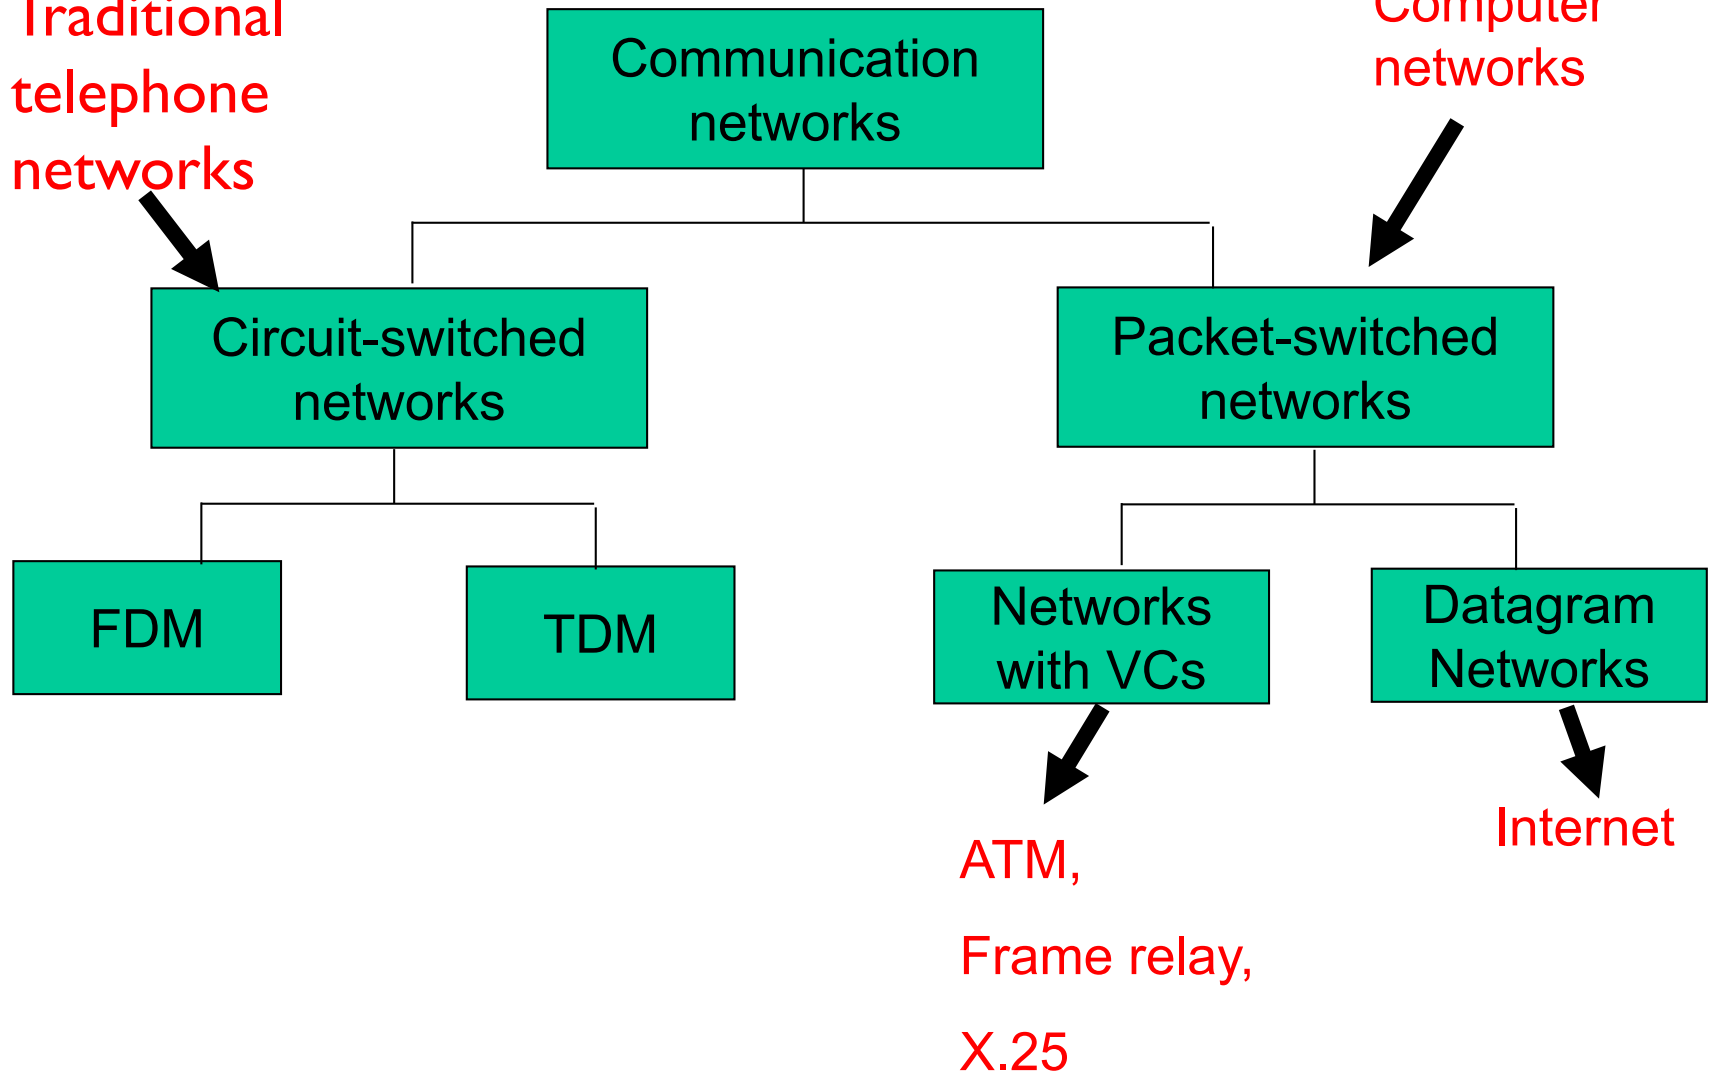 Traditional
telephone
networks
Communication
networks
Computer
networks
Circuit-switched
networks
Packet-switched
networks
FDM
TDM
Networks
with VCs
Datagram
Networks
ATM,
Frame relay,
X.25
Internet